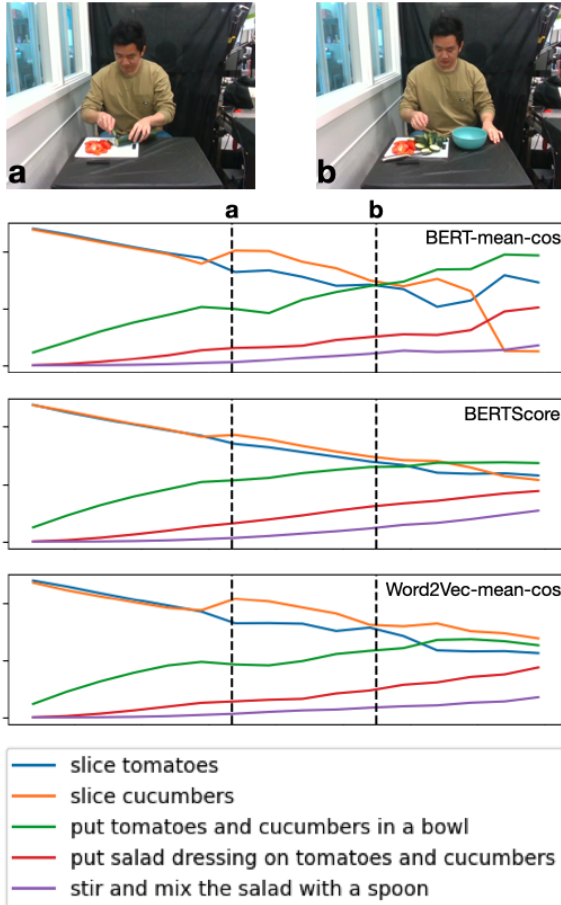 a
b
a b
BERT-mean-cos
BERTScore
Word2Vec-mean-cos
slice tomatoes
slice cucumbers
put tomatoes and cucumbers in a bowl
put salad dressing on tomatoes and cucumbers
stir and mix the salad with a spoon